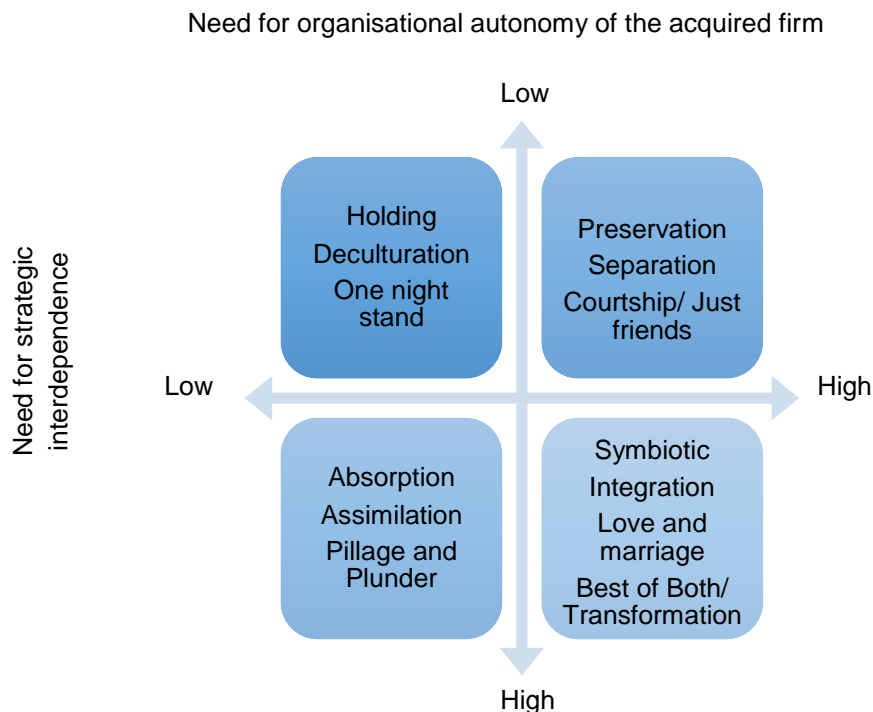 Need for organisational autonomy of the acquired firm
Low
Holding
Deculturation
One night
stand
Preservation
Separation
Courtship/ Just
friends
Need for strategic
interdependence
Low
High
Absorption
Assimilation
Pillage and
Plunder
Symbiotic
Integration
Love and
marriage
Best of Both/
Transformation
High